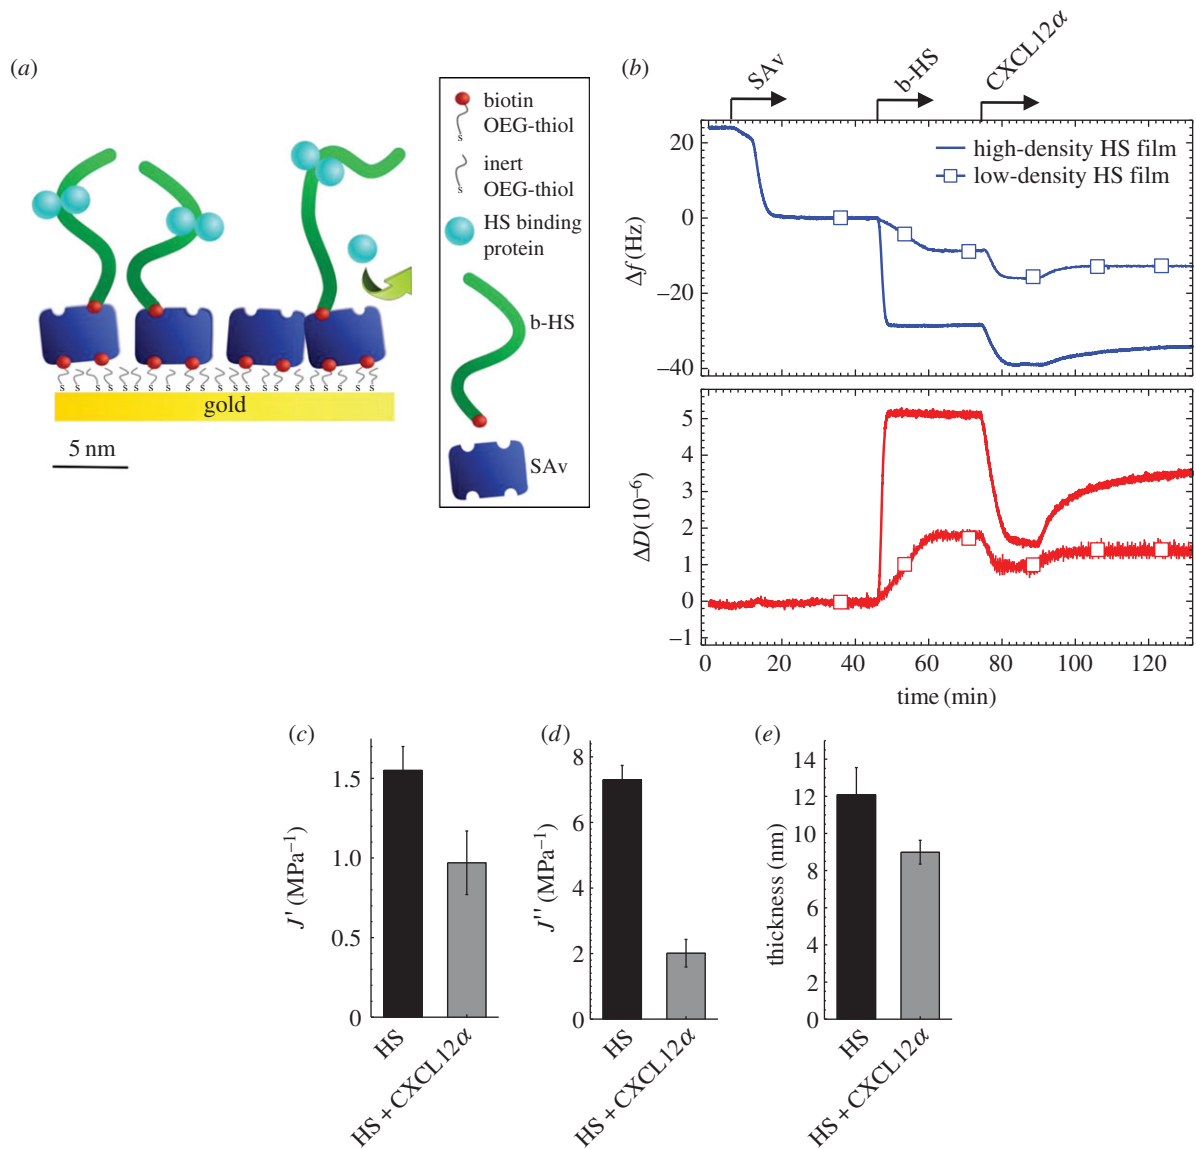 (a)
biotin
OEG-thiol
inert
OEG-thiol
HS binding
protein
b-HS
SAv
s
s
s s s s s s s s s s s s s s s s s
gold
5 nm
(b)
SAv
b-HS
CXCL12α
high-density HS film
low-density HS film
Δf (Hz)
20
0
−20
−40
ΔD (10−6)
5
4
3
2
1
0
−1
0 20 40 60 80 100 120
time (min)
(c)
J' (MPa−1)
1.5
1.0
0.5
0
HS
HS + CXCL12α
(d)
J'' (MPa−1)
8
6
4
2
0
HS
HS + CXCL12α
(e)
thickness (nm)
14
12
10
8
6
4
2
0
HS
HS + CXCL12α